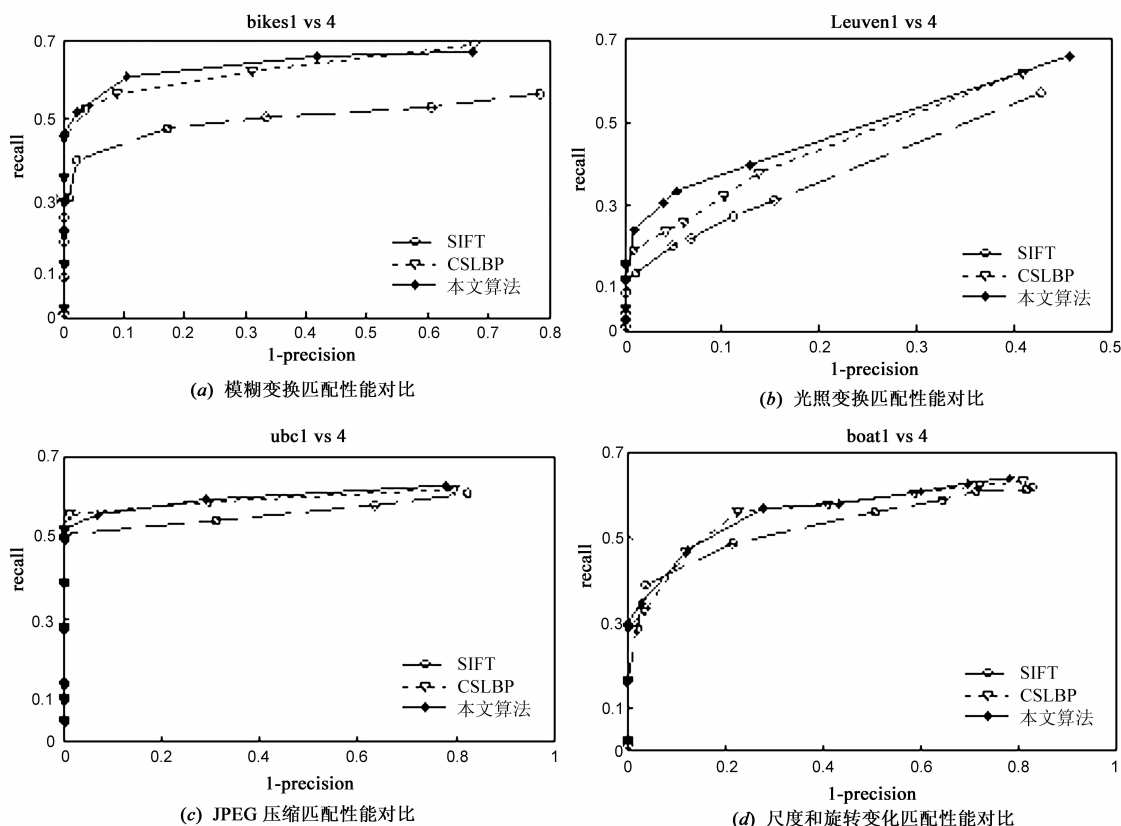 bikes1 vs 4
0.7
0.5
0.3
0.1
0
recall
SIFT
CSLBP
本文算法
0 0.1 0.2 0.3 0.4 0.5 0.6 0.7 0.8
1-precision
(a) 模糊变换匹配性能对比
Leuven1 vs 4
0.7
0.5
0.3
0.1
0
recall
SIFT
CSLBP
本文算法
0 0.1 0.2 0.3 0.4 0.5
1-precision
(b) 光照变换匹配性能对比
ubc1 vs 4
0.7
0.5
0.3
0.1
0
recall
SIFT
CSLBP
本文算法
0 0.2 0.4 0.6 0.8 1
1-precision
(c) JPEG 压缩匹配性能对比
boat1 vs 4
0.7
0.5
0.3
0.1
0
recall
SIFT
CSLBP
本文算法
0 0.2 0.4 0.6 0.8 1
1-precision
(d) 尺度和旋转变化匹配性能对比